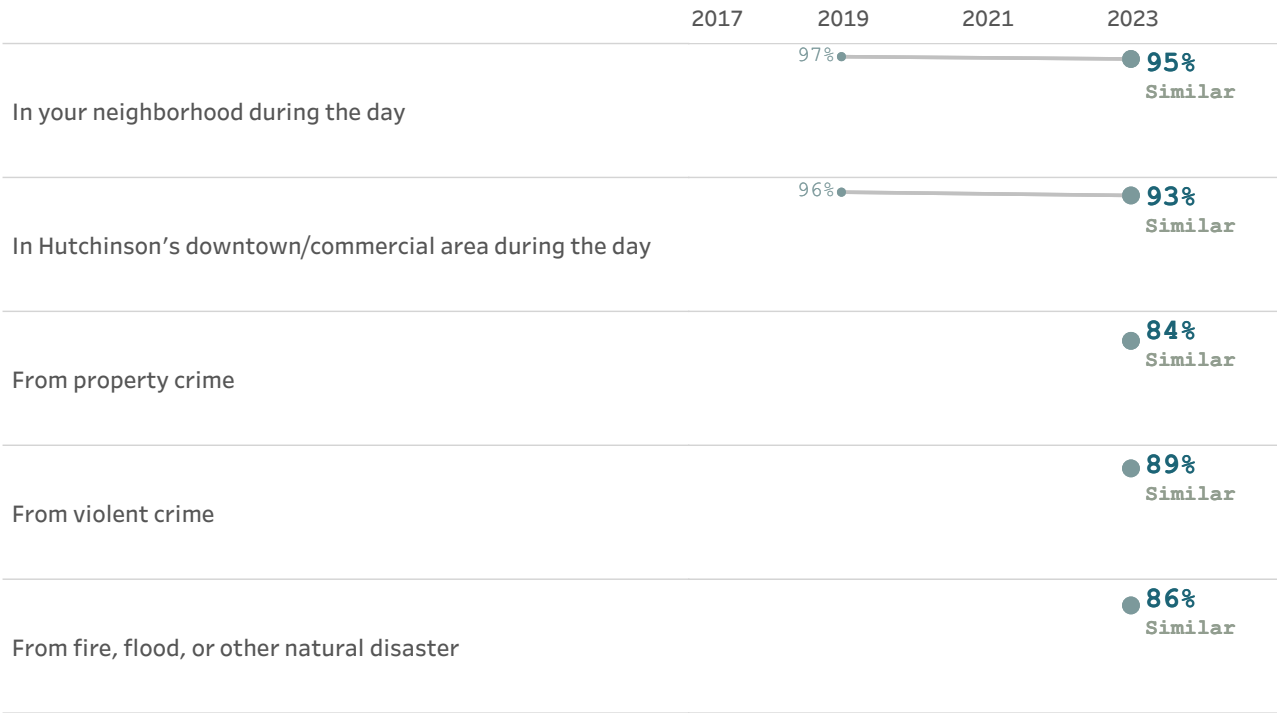 2017 2019 2021 2023
97% 95%
Similar
In your neighborhood during the day
96% 93%
Similar
In Hutchinson's downtown/commercial area during the day
84%
Similar
From property crime
89%
Similar
From violent crime
86%
Similar
From fire, flood, or other natural disaster